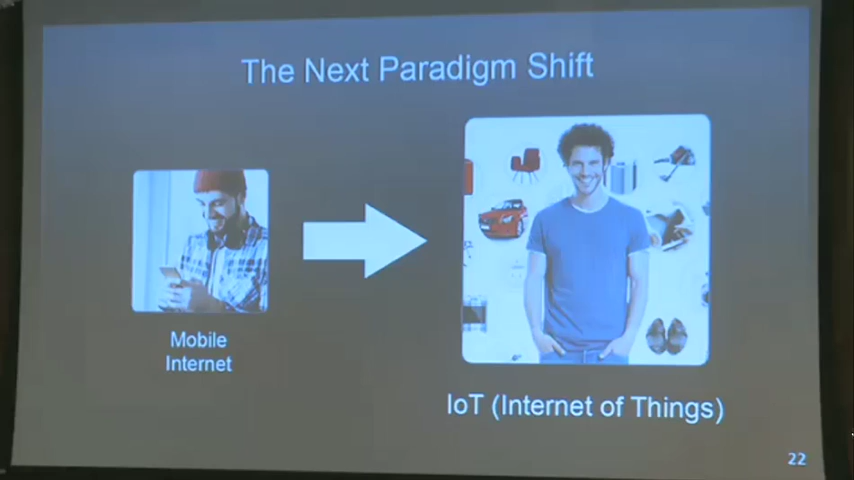 The Next Paradigm Shift
Mobile
Internet
IoT (Internet of Things)
22